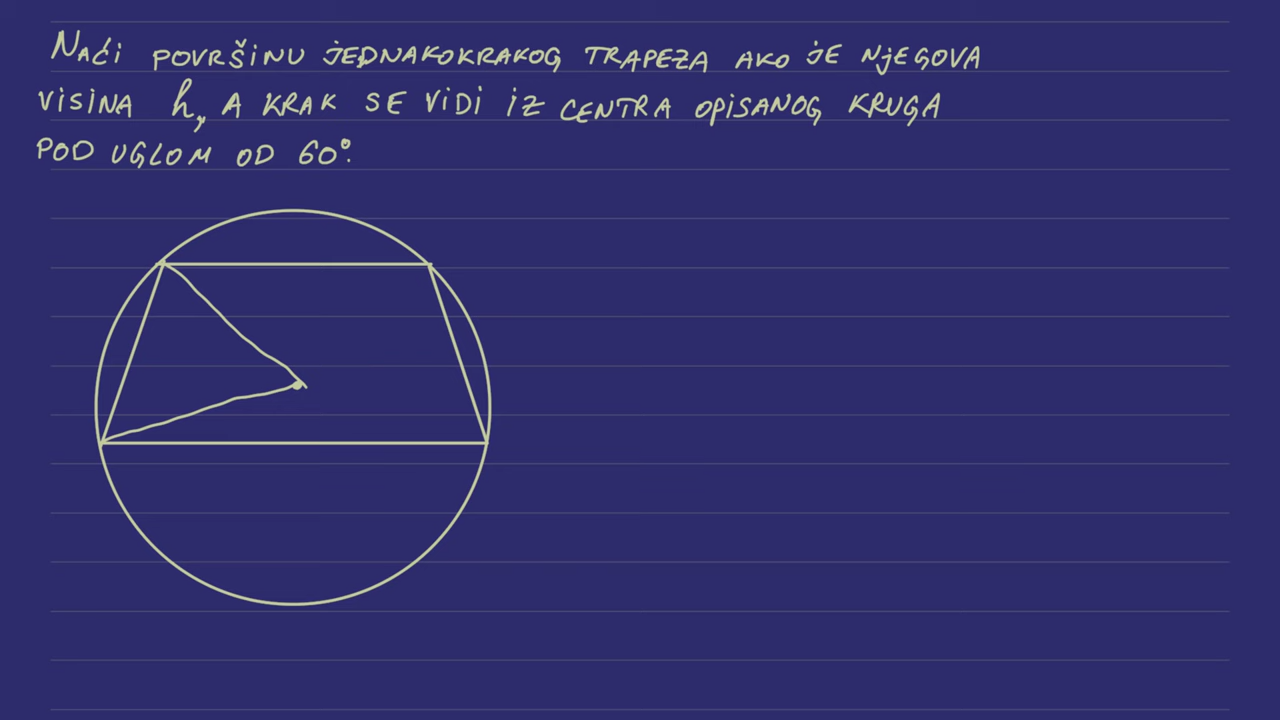 Naći površinu jednakokrakog trapeza ako je njegova
visina h, a krak se vidi iz centra opisanog kruga
pod uglom od 60°.